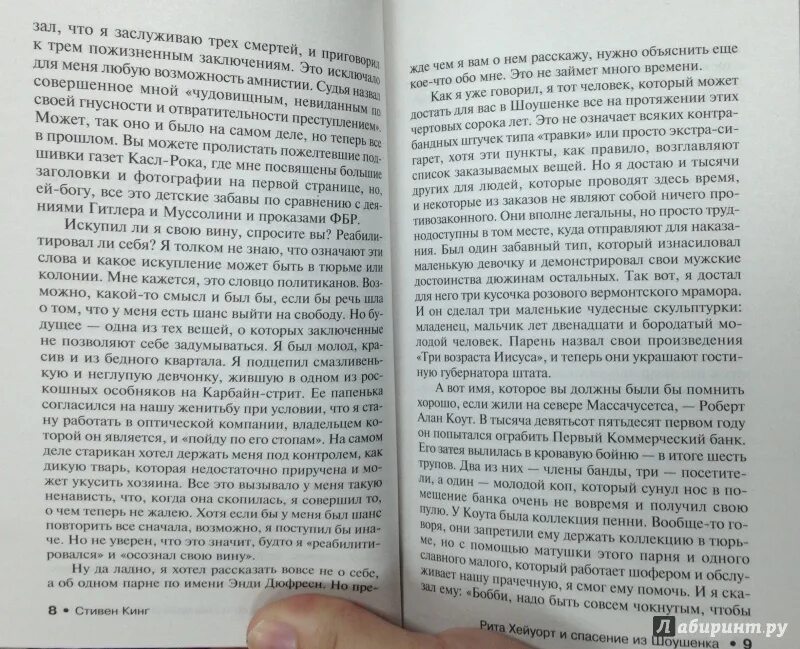 зал, что я заслуживаю трех смертей, и приговорил
к трем пожизненным заключениям. Это исключало
для меня любую возможность амнистии. Судья назвал
совершенное мной «чудовищным, невиданным по
своей гнусности и отвратительности преступлением».
Может, так оно и было на самом деле, но теперь все
в прошлом. Вы можете пролистать пожелтевшие под-
шивки газет Касл-Рока, где мне посвящены большие
заголовки и фотографии на первой странице, но,
ей-богу, все это детские забавы по сравнению с дея-
ниями Гитлера и Муссолини и проказами ФБР.
Искупил ли я свою вину, спросите вы? Реабили-
тировал ли себя? Я толком не знаю, что означают эти
слова и какое искупление может быть в тюрьме или
колонии. Мне кажется, это словцо политиканов. Воз-
можно, какой-то смысл и был бы, если бы речь шла
о том, что у меня есть шанс выйти на свободу. Но бу-
дущее — одна из тех вещей, о которых заключенные
не позволяют себе задумываться. Я был молод, кра-
сив и из бедного квартала. Я подцепил смазливень-
кую и неглупую девчонку, жившую в одном из рос-
кошных особняков на Карбайн-стрит. Ее папенька
согласился на нашу женитьбу при условии, что я ста-
ну работать в оптической компании, владельцем ко-
торой он является, и «пойду по его стопам». На самом
деле старикан хотел держать меня под контролем, как
дикую тварь, которая недостаточно приручена и мо-
жет укусить хозяина. Все это вызывало у меня такую
ненависть, что, когда она скопилась, я совершил то,
о чем теперь не жалею. Хотя если бы у меня был шанс
повторить все сначала, возможно, я поступил бы ина-
че. Но не уверен, что это значит, будто я «реабилити-
ровался» и «осознал свою вину».
Ну да ладно, я хотел рассказать вовсе не о себе,
а об одном парне по имени Энди Дюфресн. Но пре-
8 • Стивен Кинг
жде чем я вам о нем расскажу, нужно объяснить еще
кое-что обо мне. Это не займет много времени.
Как я уже говорил, я тот человек, который может
достать для вас в Шоушенке все на протяжении этих
чертовых сорока лет. Это не означает всяких контра-
бандных штучек типа «травки» или просто экстра-си-
гарет, хотя эти пункты, как правило, возглавляют
список заказываемых вещей. Но я достаю и тысячи
других для людей, которые проводят здесь время,
и некоторые из заказов не являют собой ничего про-
тивозаконного. Они вполне легальны, но просто труд-
нодоступны в том месте, куда отправляют для наказа-
ния. Был один забавный тип, который изнасиловал
маленькую девочку и демонстрировал свои мужские
достоинства дюжинам остальных. Так вот, я достал
для него три кусочка розового вермонтского мрамора.
И он сделал три маленькие чудесные скульптурки:
младенец, мальчик лет двенадцати и бородатый мо-
лодой человек. Парень назвал свои произведения
«Три возраста Иисуса», и теперь они украшают гости-
ную губернатора штата.
А вот имя, которое вы должны были бы помнить
хорошо, если жили на севере Массачусетса, — Роберт
Алан Коут. В тысяча девятьсот пятьдесят первом году
он попытался ограбить Первый Коммерческий банк.
Его затея вылилась в кровавую бойню — в итоге шесть
трупов. Два из них — члены банды, три — посетите-
ли, а один — молодой коп, который сунул нос в по-
мещение банка очень не вовремя и получил свою
пулю. У Коута была коллекция пенни. Вообще-то го-
воря, они запретили ему держать коллекцию в тюрь-
ме, но с помощью матушки этого парня и одного
славного малого, который работает шофером и обслу-
живает нашу прачечную, я смог ему помочь. И я ска-
зал ему: «Бобби, надо быть совсем чокнутым, чтобы
Рита Хейуорт и спасение из Шоушенка • 9
Лабиринт.ру